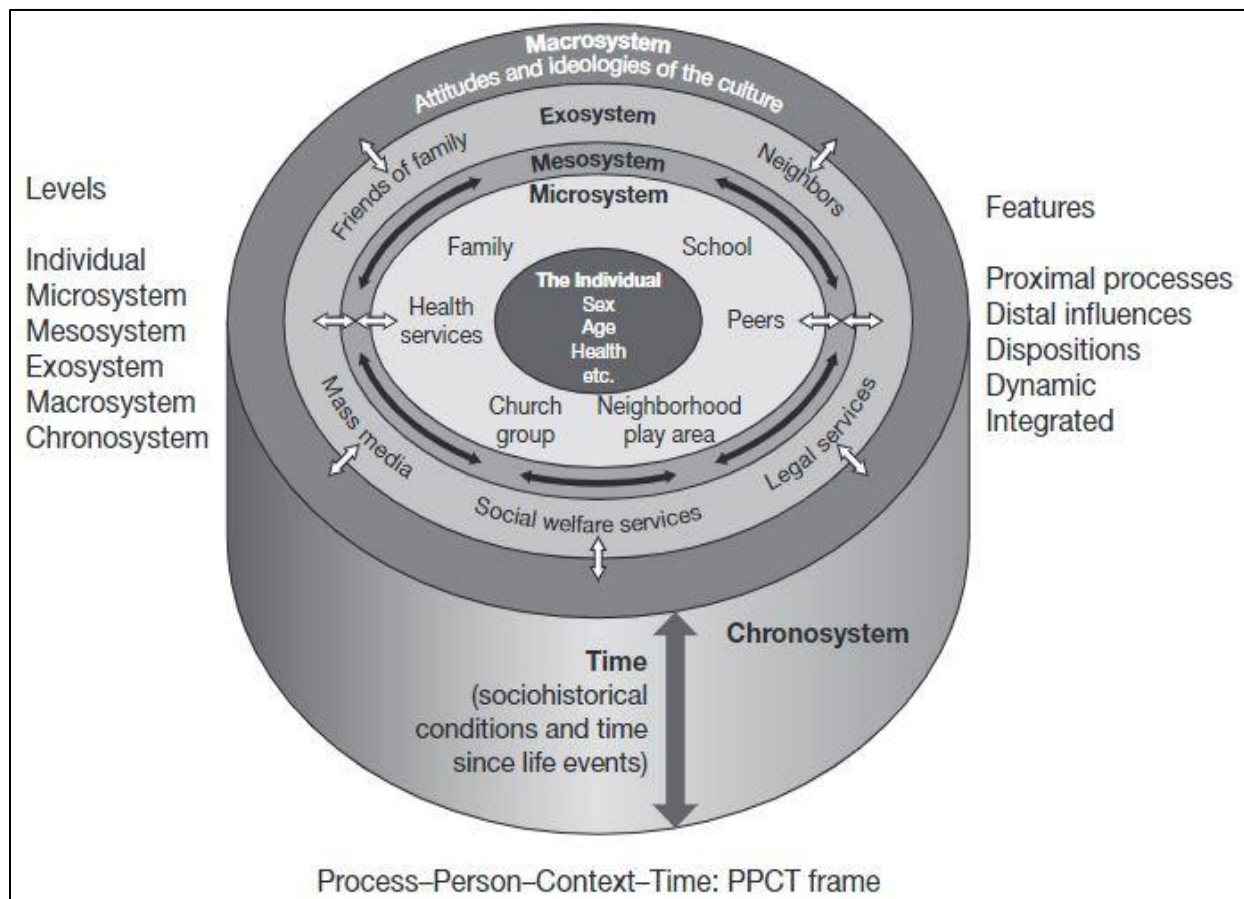 Macrosystem
Attitudes and ideologies of the culture
Exosystem
Friends of family
Neighbors
Mesosystem
Microsystem
Levels
Individual
Microsystem
Mesosystem
Exosystem
Macrosystem
Chronosystem
Family
School
The Individual
Sex
Age
Health
etc.
Health
services
Peers
Church
group
Neighborhood
play area
Mass media
Legal services
Social welfare services
Features
Proximal processes
Distal influences
Dispositions
Dynamic
Integrated
Chronosystem
Time
(sociohistorical
conditions and time
since life events)
Process–Person–Context–Time: PPCT frame